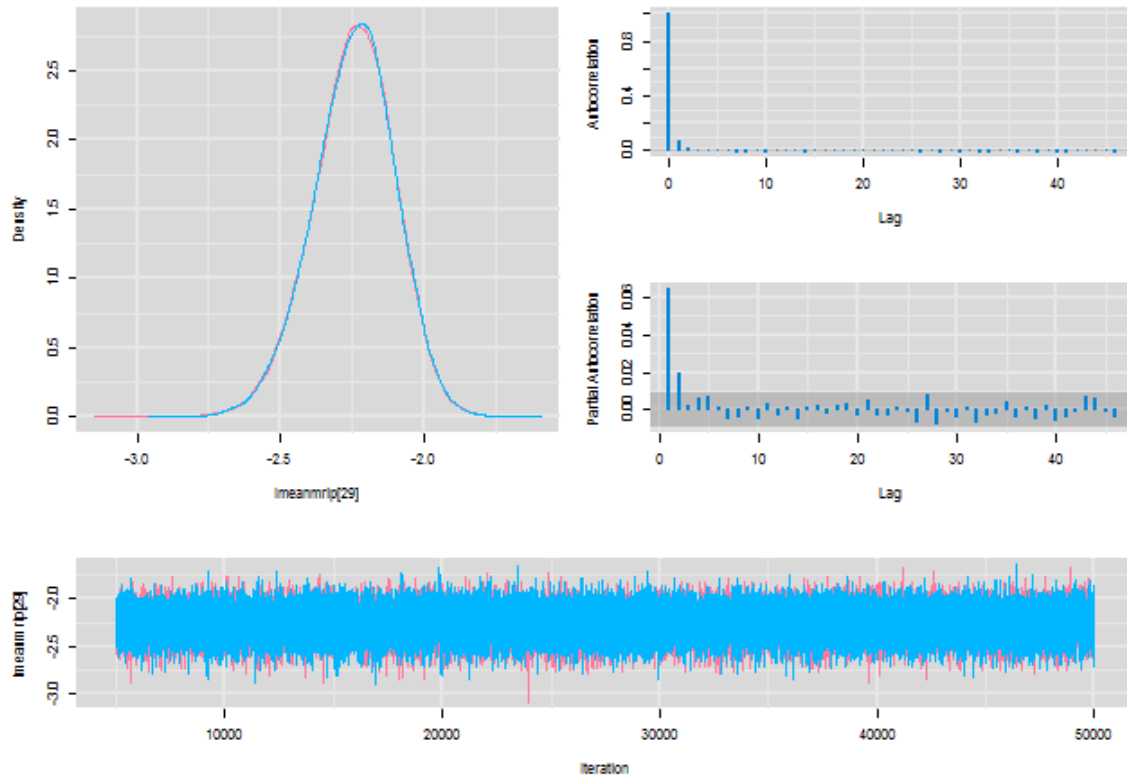 Density
0.0 0.5 1.0 1.5 2.0 2.5
-3.0 -2.5 -2.0
lmeanmrip[29]
Autocorrelation
0.0 0.4 0.8
0 10 20 30 40
Lag
Partial Autocorrelation
0.00 0.02 0.04 0.06
0 10 20 30 40
Lag
lmeanmrip[29]
-3.0 -2.5 -2.0
10000 20000 30000 40000 50000
Iteration